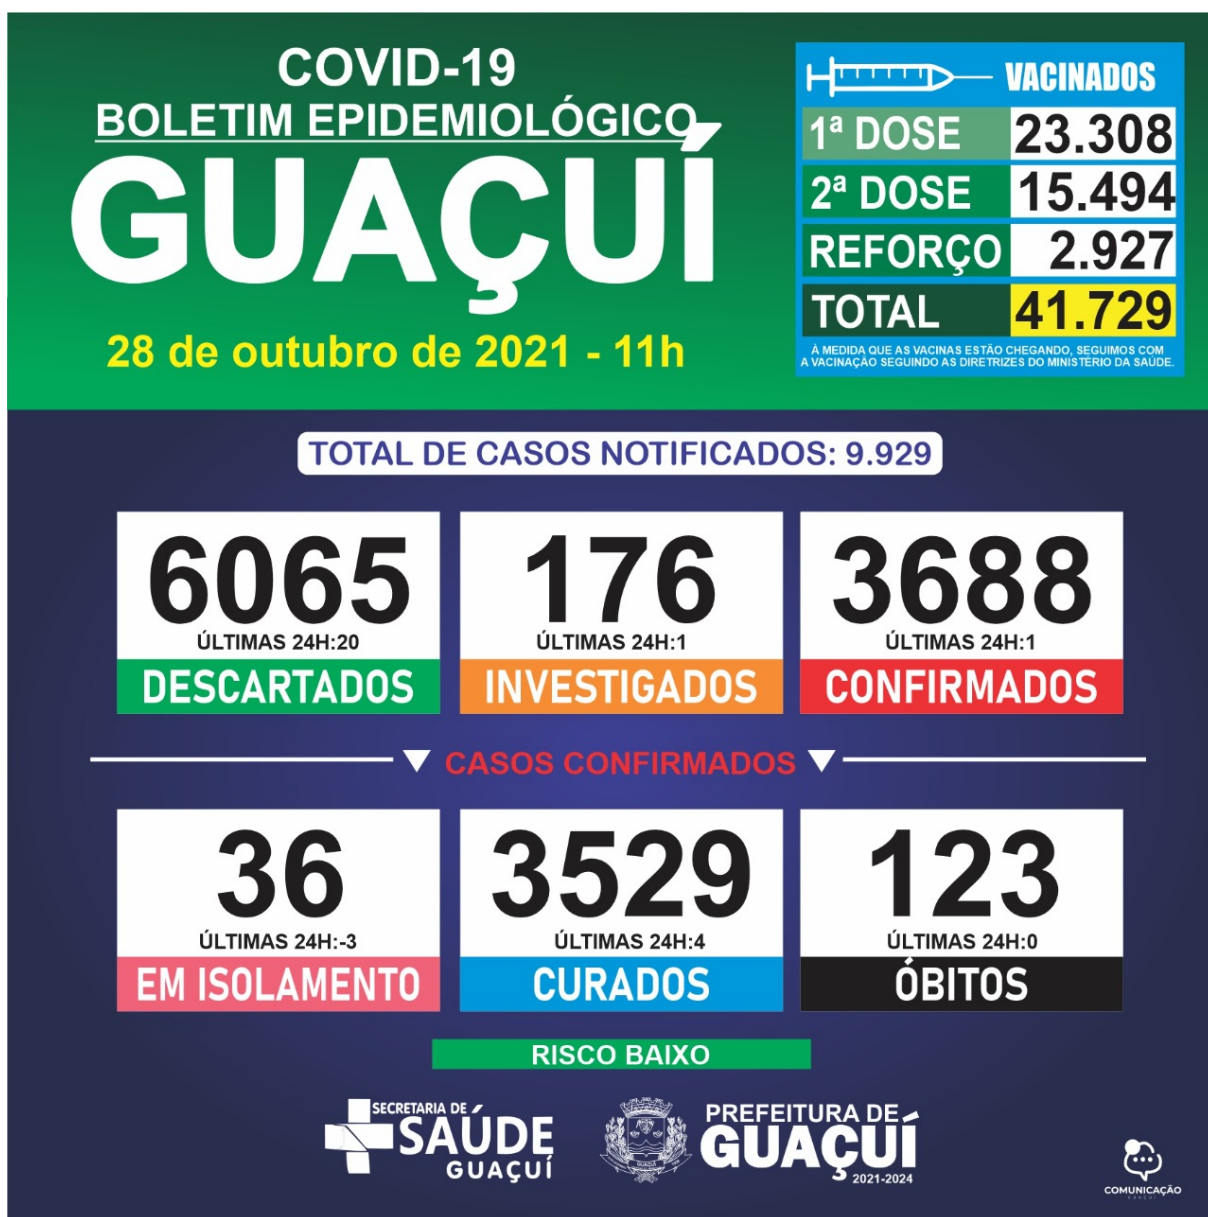 COVID-19
BOLETIM EPIDEMIOLÓGICO
GUAÇUÍ
28 de outubro de 2021 - 11h
VACINADOS
1ª DOSE 23.308
2ª DOSE 15.494
REFORÇO 2.927
TOTAL 41.729
À MEDIDA QUE AS VACINAS ESTÃO CHEGANDO, SEGUIMOS COM
A VACINAÇÃO SEGUINDO AS DIRETRIZES DO MINISTÉRIO DA SAÚDE.
TOTAL DE CASOS NOTIFICADOS: 9.929
6065
ÚLTIMAS 24H:20
DESCARTADOS
176
ÚLTIMAS 24H:1
INVESTIGADOS
3688
ÚLTIMAS 24H:1
CONFIRMADOS
CASOS CONFIRMADOS
36
ÚLTIMAS 24H:-3
EM ISOLAMENTO
3529
ÚLTIMAS 24H:4
CURADOS
123
ÚLTIMAS 24H:0
ÓBITOS
RISCO BAIXO
SECRETARIA DE
SAÚDE
GUAÇUÍ
PREFEITURA DE
GUAÇUÍ
2021-2024
COMUNICAÇÃO